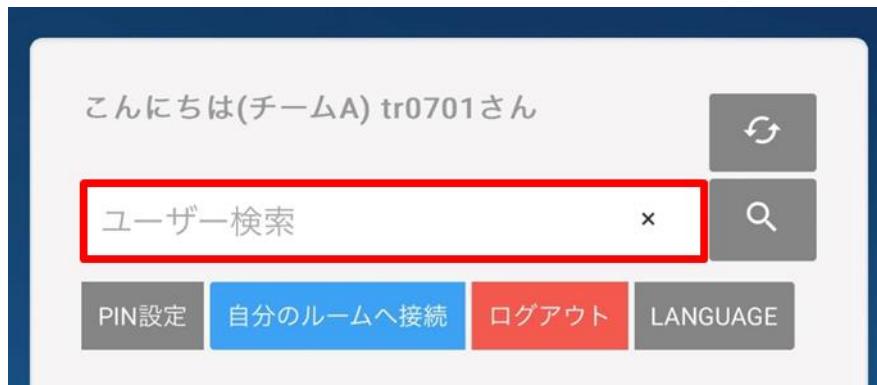 こんにちは(チームA) tr0701さん
ユーザー検索 ×
PIN設定 自分のルームへ接続 ログアウト LANGUAGE